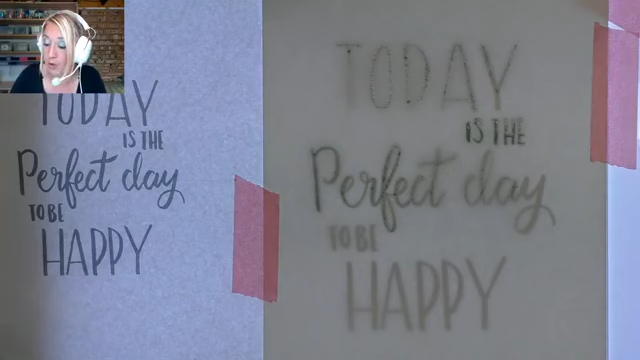 TODAY
IS THE
Perfect day
TO BE
HAPPY
TODAY
IS THE
Perfect day
TO BE
HAPPY